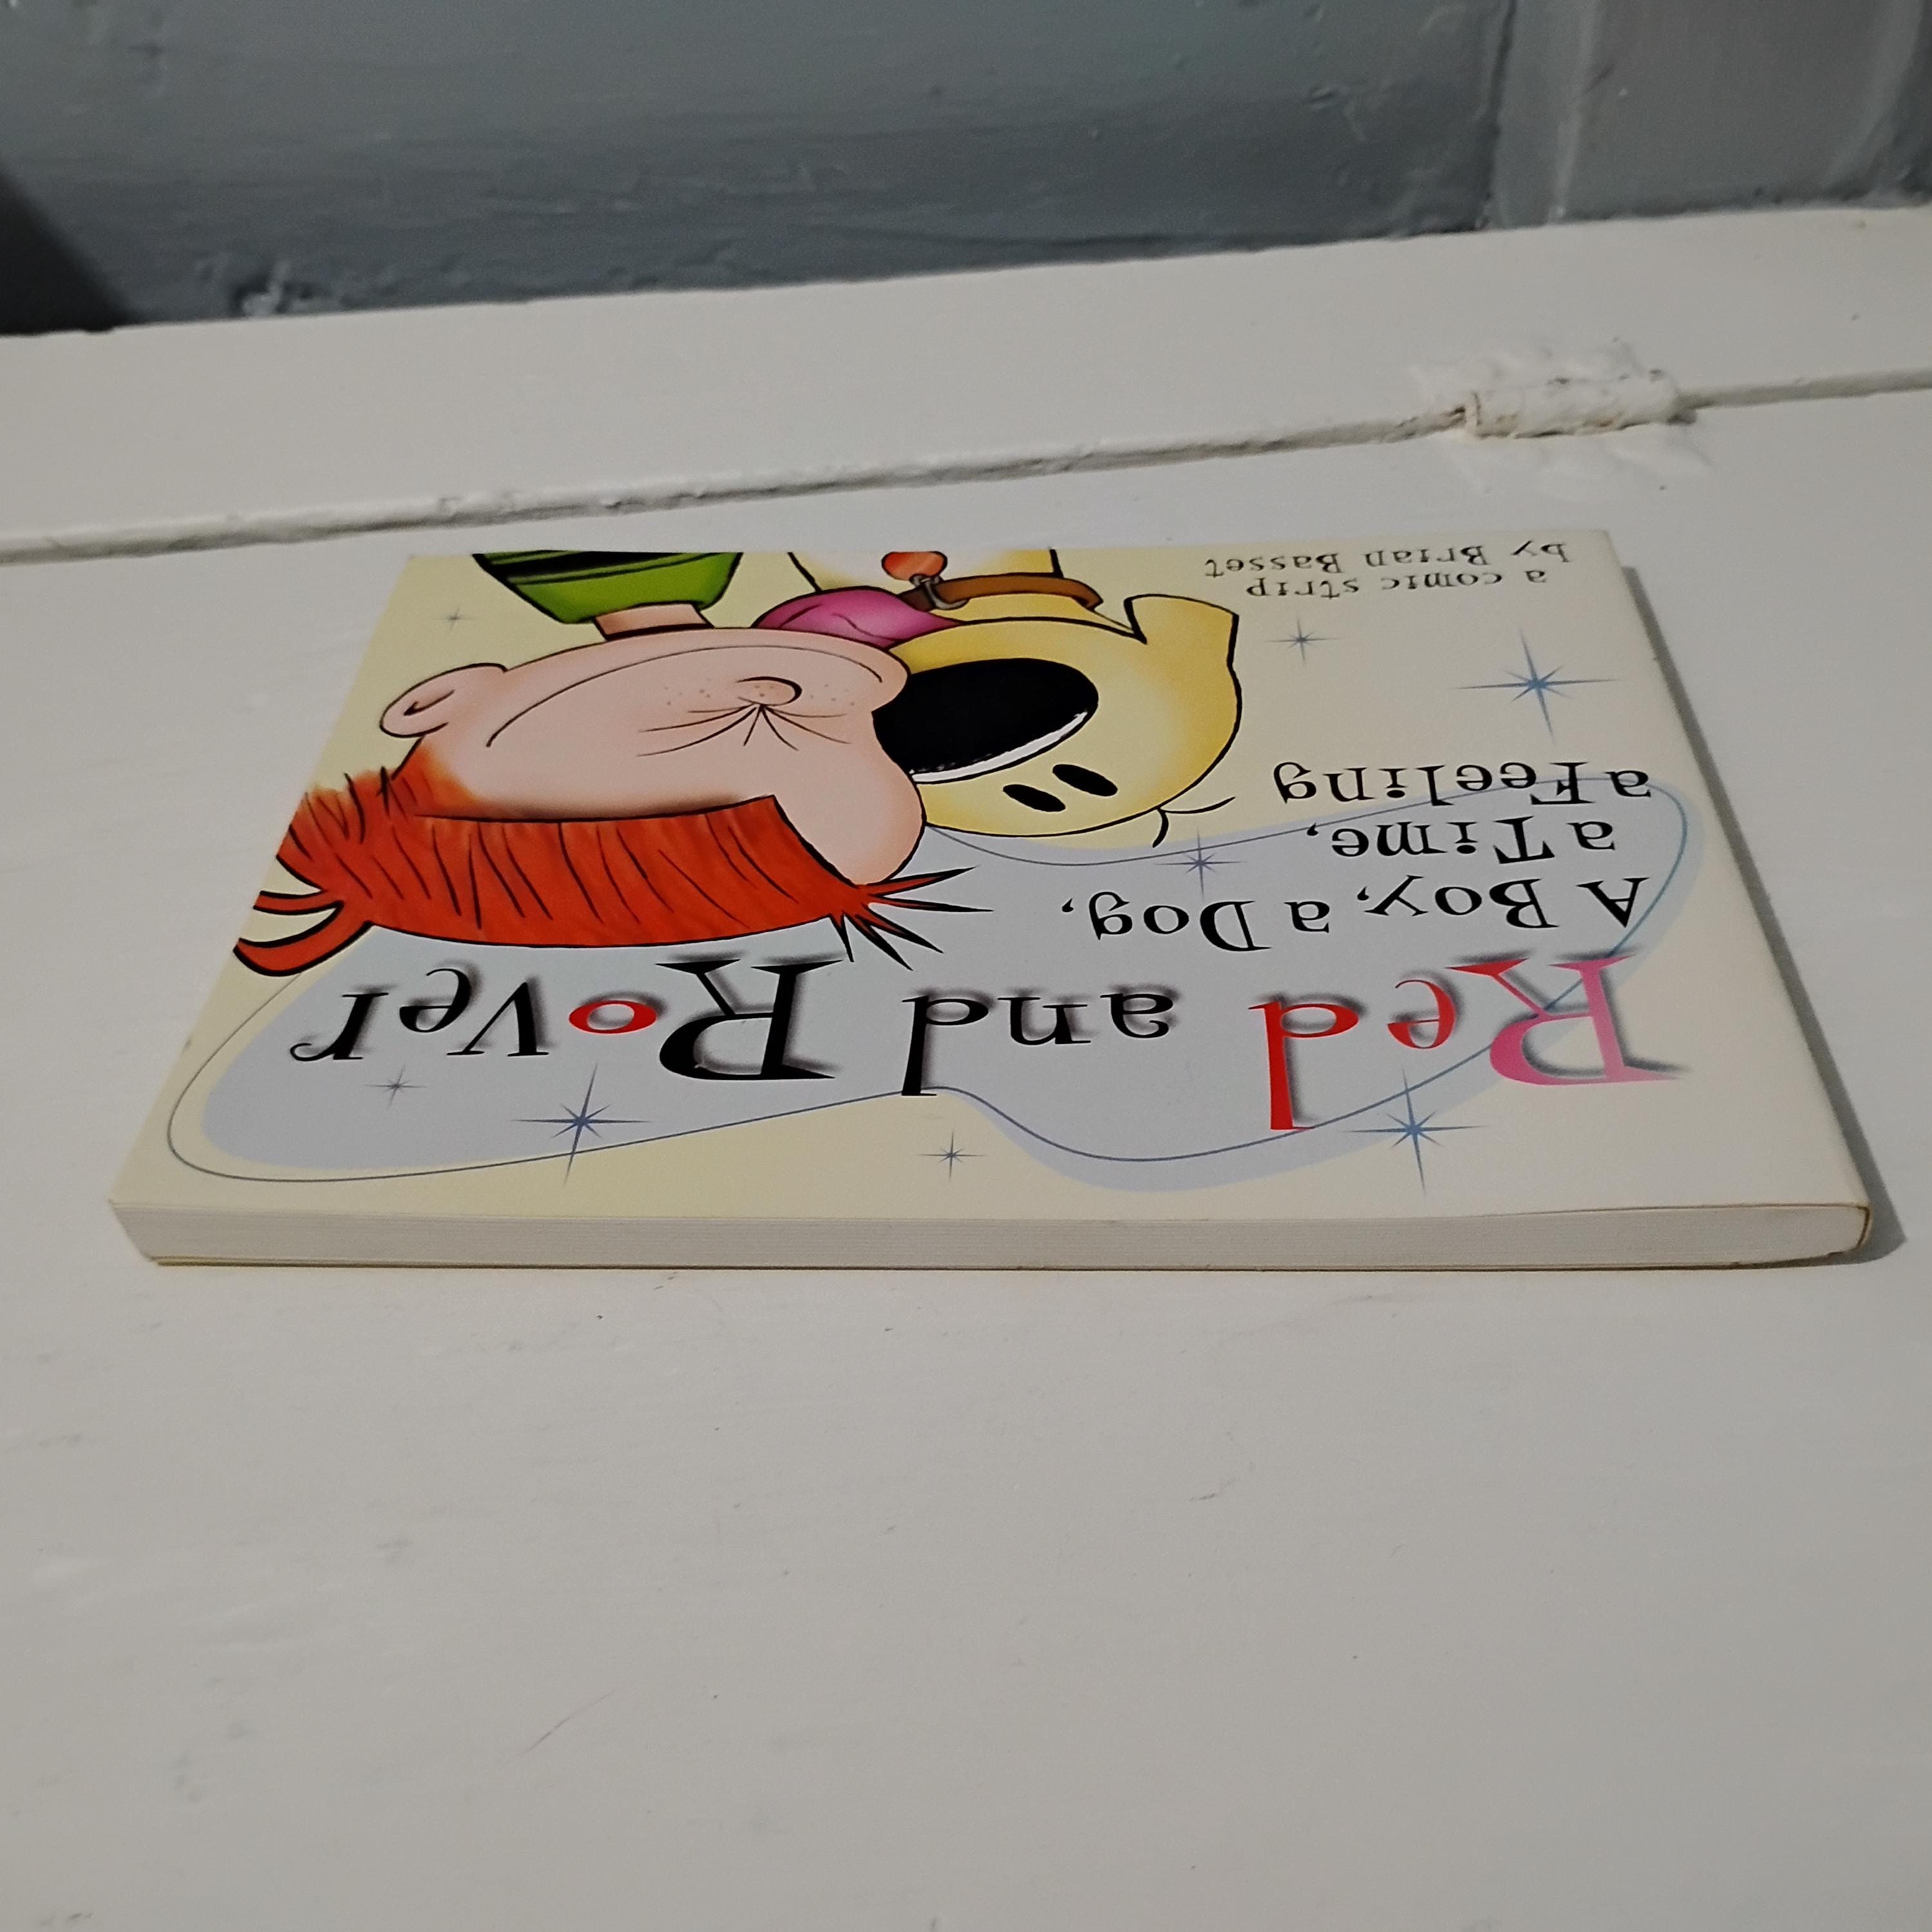 Red and Rover
A Boy, a Dog,
a Time,
a Feeling
a comic strip
by Brian Basset